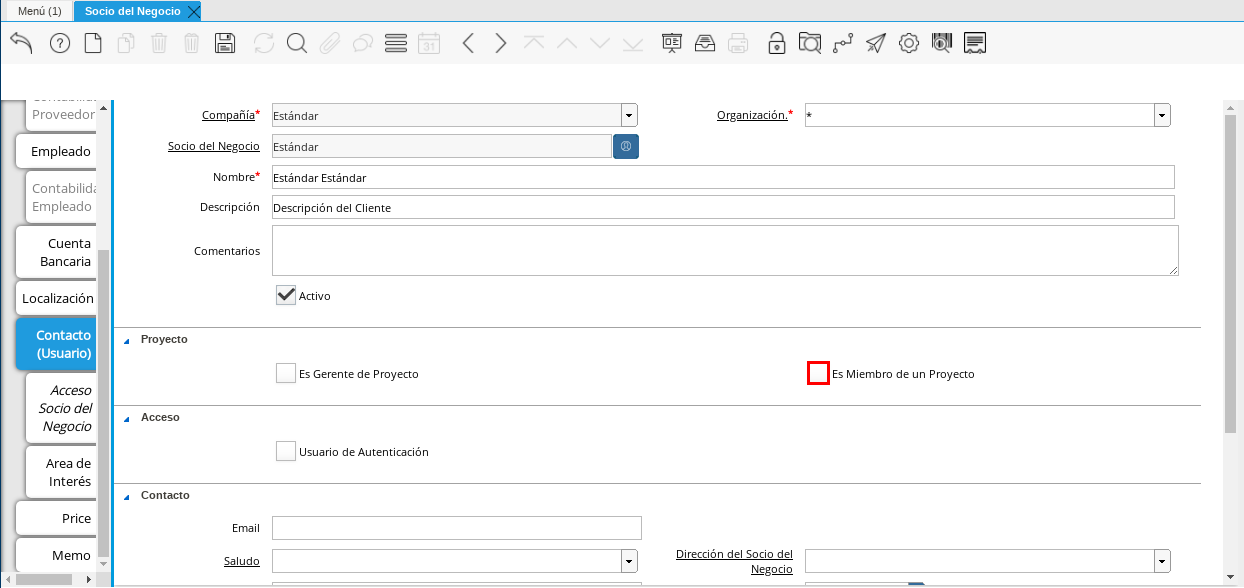 Menú (1)
Socio del Negocio
31
Proveedor
Empleado
Contabilida
Empleado
Cuenta
Bancaria
Localización
Contacto
(Usuario)
Acceso
Socio del
Negocio
Area de
Interés
Price
Memo
Compañía* Estándar
Organización.* *
Socio del Negocio Estándar
Nombre* Estándar Estándar
Descripción Descripción del Cliente
Comentarios
Activo
Proyecto
Es Gerente de Proyecto
Es Miembro de un Proyecto
Acceso
Usuario de Autenticación
Contacto
Email
Saludo
Dirección del Socio del
Negocio